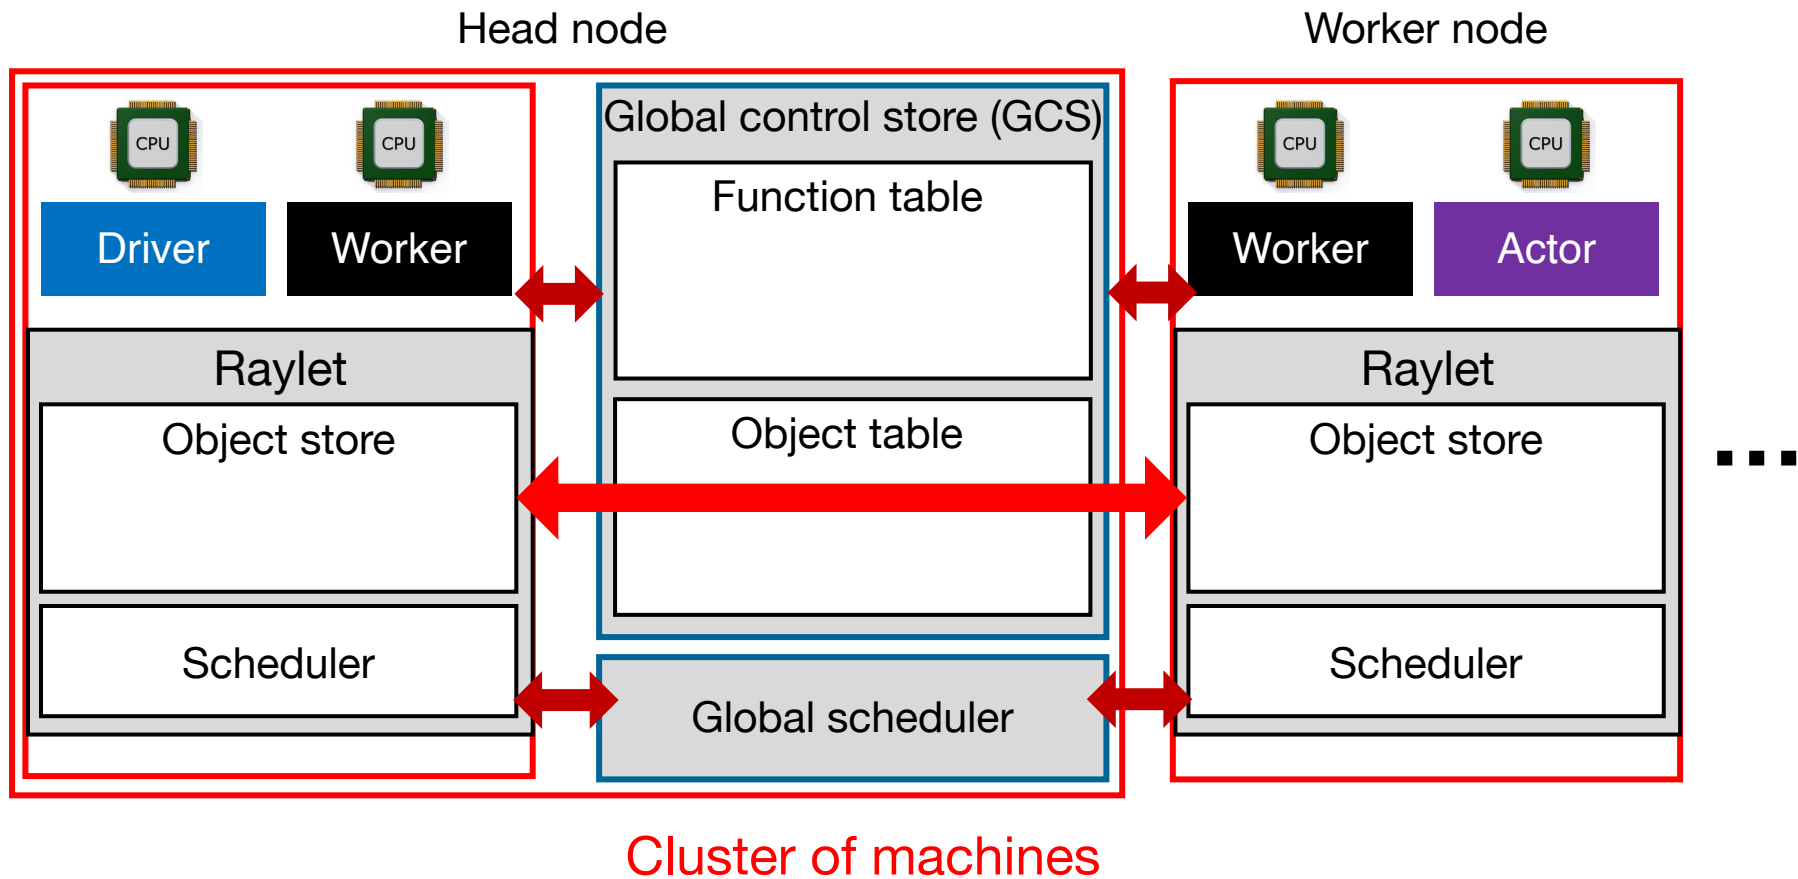 Head node
Worker node
CPU
CPU
Global control store (GCS)
CPU
CPU
Driver
Worker
Function table
Worker
Actor
Raylet
Object store
Scheduler
Object table
Global scheduler
Raylet
Object store
Scheduler
...
Cluster of machines